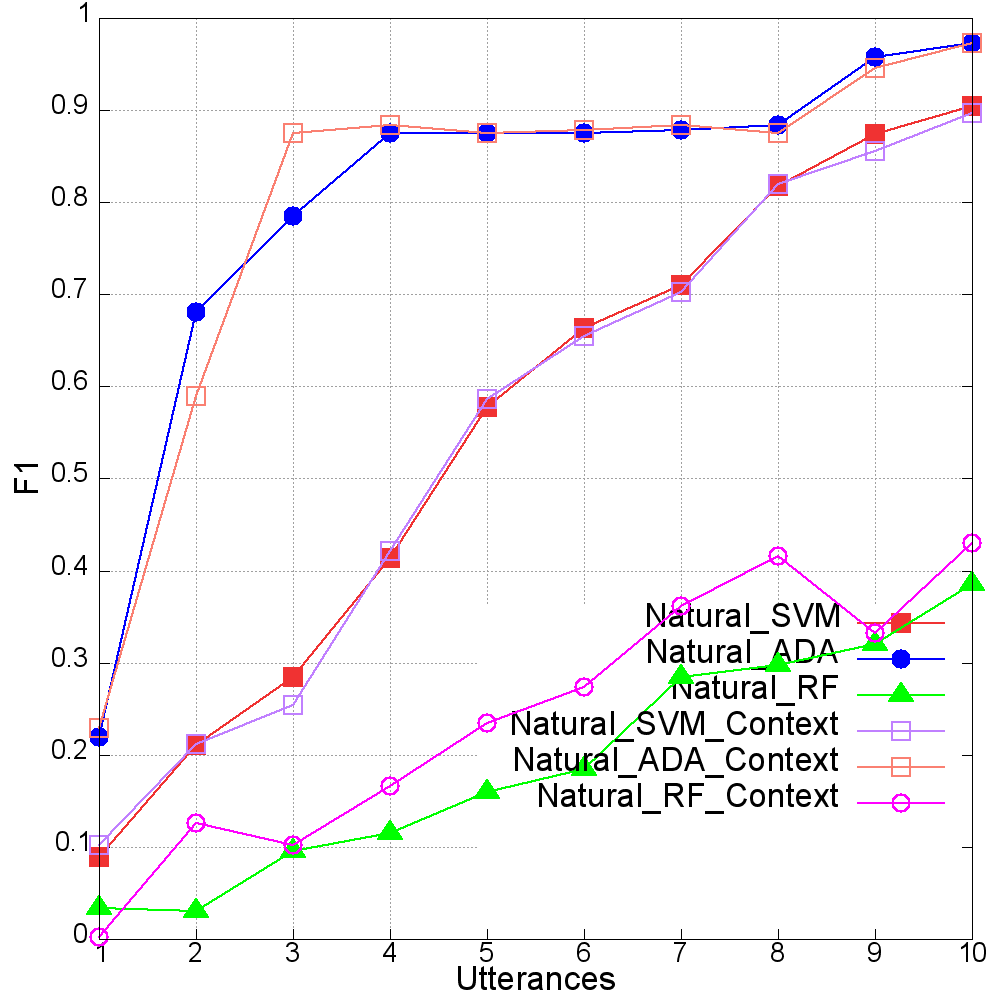 1
0.9
0.8
0.7
0.6
0.5
0.4
0.3
0.2
0.1
0
F1
Natural_SVM
Natural_ADA
Natural_RF
Natural_SVM_Context
Natural_ADA_Context
Natural_RF_Context
1 2 3 4 5 6 7 8 9 10
Utterances